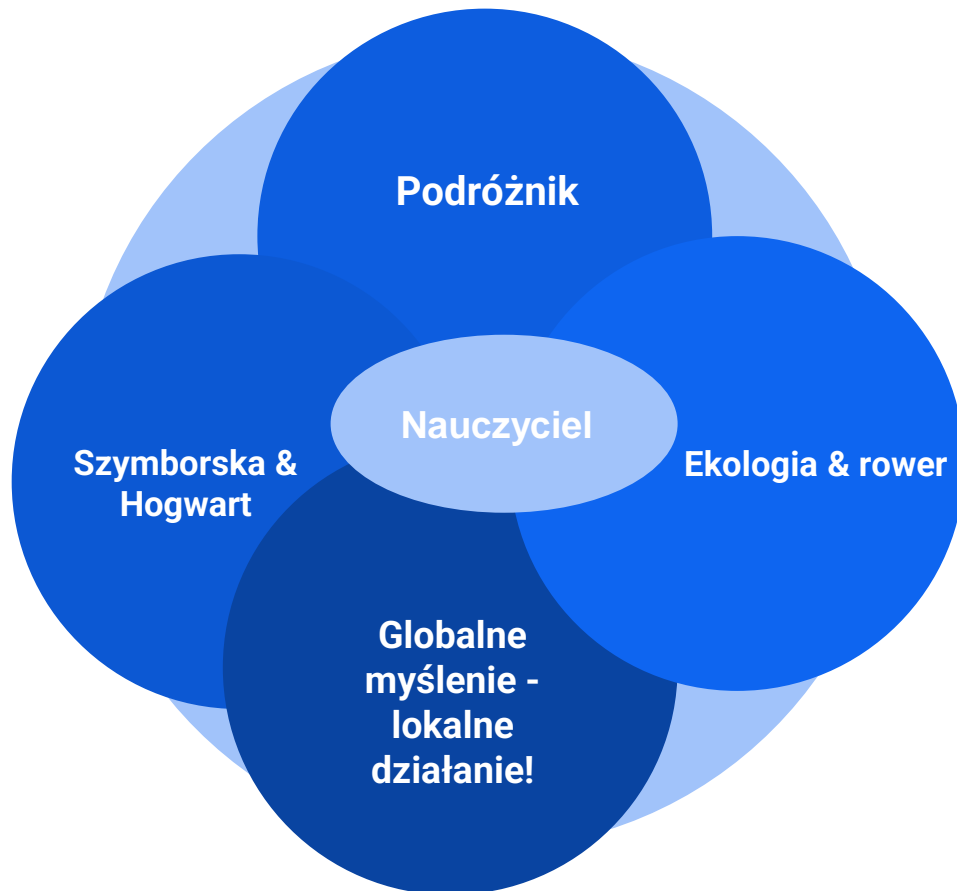 Podróżnik
Nauczyciel
Szymborska &
Hogwart
Ekologia & rower
Globalne
myślenie -
lokalne
działanie!